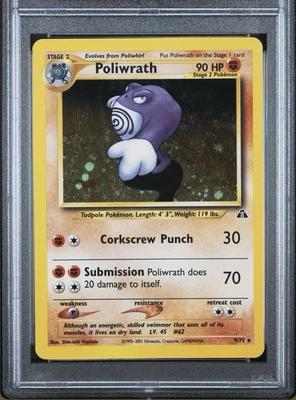 STAGE 2 Evolves from Poliwhirl Put Poliwrath on the Stage 1 card
Poliwrath 90 HP
Stage 2 Pokémon
Tadpole Pokémon. Length: 4' 3", Weight: 119 lbs.
Corkscrew Punch 30
Submission Poliwrath does
20 damage to itself. 70
weakness resistance retreat cost
Although an energetic, skilled swimmer that uses all of its
muscles, it lives on dry land. LV. 45 #62
Illus. Shin-ichi Yoshida ©1995-2001 Nintendo, Creatures, GAMEFREAK. 9/75 ★